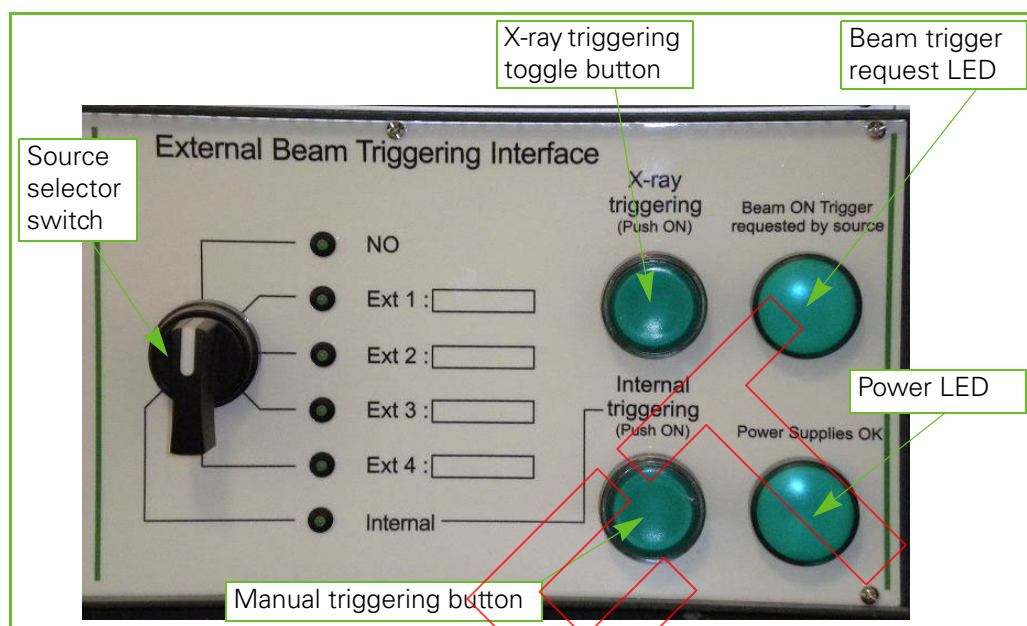 X-ray triggering
toggle button
Beam trigger
request LED
Source
selector
switch
External Beam Triggering Interface
X-ray
triggering
(Push ON)
Beam ON Trigger
requested by source
NO
Ext 1 :
Ext 2 :
Ext 3 :
Ext 4 :
Internal
Internal
triggering
(Push ON)
Power LED
Power Supplies OK
Manual triggering button